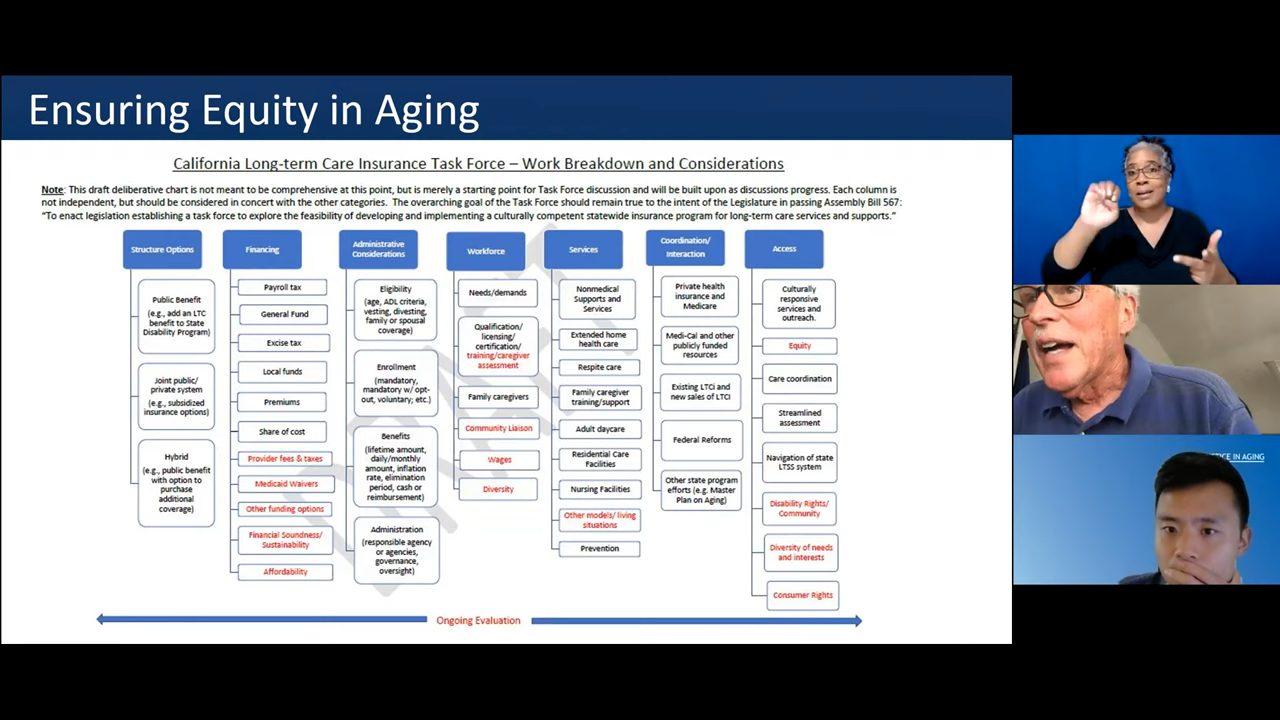 Ensuring Equity in Aging
California Long-term Care Insurance Task Force – Work Breakdown and Considerations
Note: This draft deliberative chart is not meant to be comprehensive at this point, but is merely a starting point for Task Force discussion and will be built upon as discussions progress. Each column is
not independent, but should be considered in concert with the other categories. The overarching goal of the Task Force should remain true to the intent of the Legislature in passing Assembly Bill 567:
“To enact legislation establishing a task force to explore the feasibility of developing and implementing a culturally competent statewide insurance program for long-term care services and supports.”
Structure Options
Public Benefit
(e.g., add an LTC
benefit to State
Disability Program)
Joint public/
private system
(e.g., subsidized
insurance options)
Hybrid
(e.g., public benefit
with option to
purchase
additional
coverage)
Financing
Payroll tax
General Fund
Excise tax
Local funds
Premiums
Share of cost
Provider fees & taxes
Medicaid Waivers
Other funding options
Financial Soundness/
Sustainability
Affordability
Administrative
Considerations
Eligibility
(age, ADL criteria,
vesting, divesting,
family or spousal
coverage)
Enrollment
(mandatory,
mandatory w/ opt-
out, voluntary; etc.)
Benefits
(lifetime amount,
daily/monthly
amount, inflation
rate, elimination
period, cash or
reimbursement)
Administration
(responsible agency
or agencies,
governance,
oversight)
Workforce
Needs/demands
Qualification/
licensing/
certification/
training/caregiver
assessment
Family caregivers
Community Liaison
Wages
Diversity
Services
Nonmedical
Supports and
Services
Extended home
health care
Respite care
Family caregiver
training/support
Adult daycare
Residential Care
Facilities
Nursing Facilities
Other models/ living
situations
Prevention
Coordination/
Interaction
Private health
insurance and
Medicare
Medi-Cal and other
publicly funded
resources
Existing LTCi and
new sales of LTCI
Federal Reforms
Other state program
efforts (e.g. Master
Plan on Aging)
Access
Culturally
responsive
services and
outreach.
Equity
Care coordination
Streamlined
assessment
Navigation of state
LTSS system
Disability Rights/
Community
Diversity of needs
and interests
Consumer Rights
Ongoing Evaluation
DRAFT
TICE IN AGING